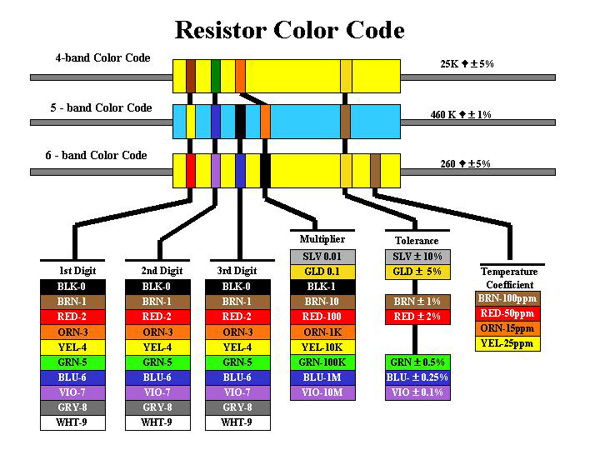 Resistor Color Code
4-band Color Code
25K ± 5%
5 - band Color Code
460 K ± 1%
6 - band Color Code
260 ± 5%
1st Digit
BLK-0
BRN-1
RED-2
ORN-3
YEL-4
GRN-5
BLU-6
VIO-7
GRY-8
WHT-9
2nd Digit
BLK-0
BRN-1
RED-2
ORN-3
YEL-4
GRN-5
BLU-6
VIO-7
GRY-8
WHT-9
3rd Digit
BLK-0
BRN-1
RED-2
ORN-3
YEL-4
GRN-5
BLU-6
VIO-7
GRY-8
WHT-9
Multiplier
SLV 0.01
GLD 0.1
BLK-1
BRN-10
RED-100
ORN-1K
YEL-10K
GRN-100K
BLU-1M
VIO-10M
Tolerance
SLV ± 10%
GLD ± 5%
BRN ± 1%
RED ± 2%
GRN ± 0.5%
BLU- ± 0.25%
VIO ± 0.1%
Temperature
Coefficient
BRN-100ppm
RED-50ppm
ORN-15ppm
YEL-25ppm